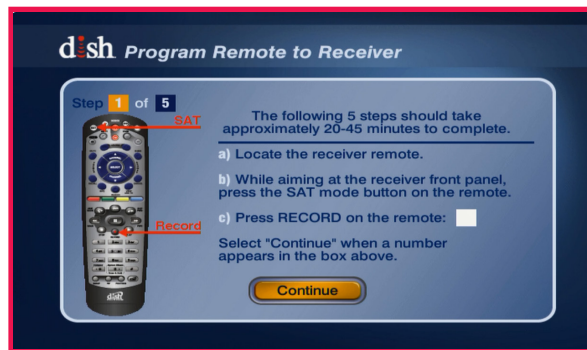 dish Program Remote to Receiver
Step 1 of 5
SAT
Record
The following 5 steps should take
approximately 20-45 minutes to complete.
a) Locate the receiver remote.
b) While aiming at the receiver front panel,
press the SAT mode button on the remote.
c) Press RECORD on the remote:
Select "Continue" when a number
appears in the box above.
Continue
dish